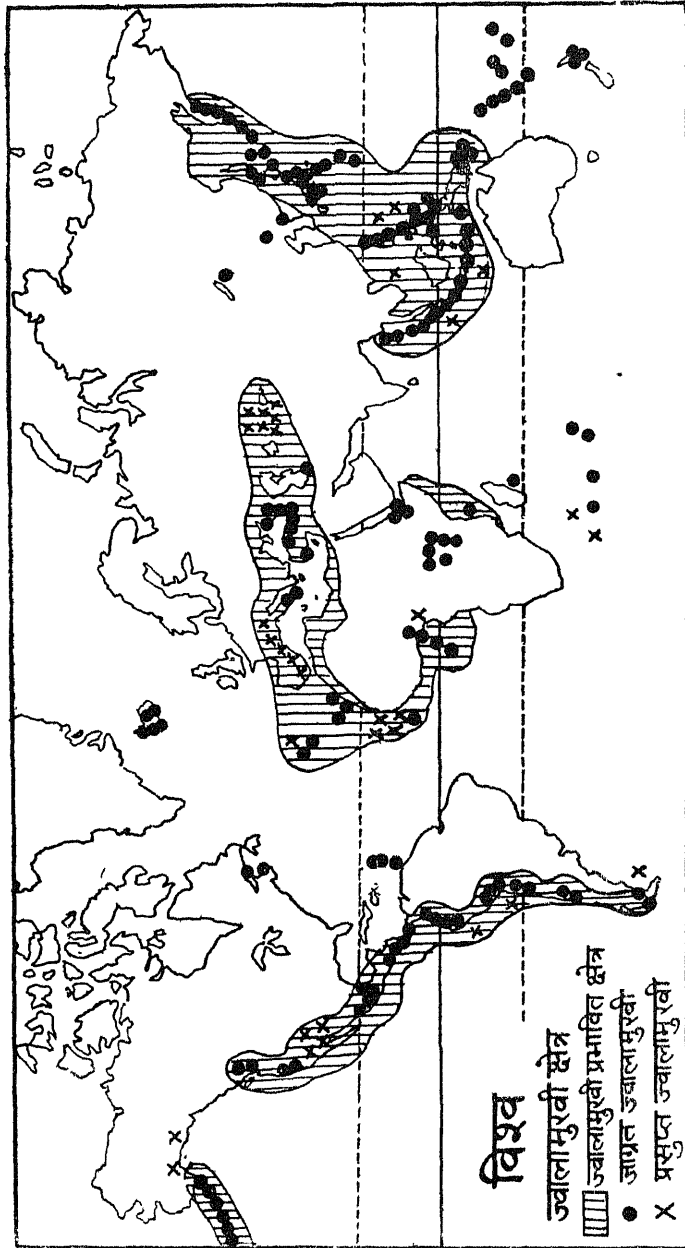 विश्व
ज्वालामुखी क्षेत्र
ज्वालामुखी प्रभावित क्षेत्र
जाग्रत ज्वालामुखी
प्रसुप्त ज्वालामुखी